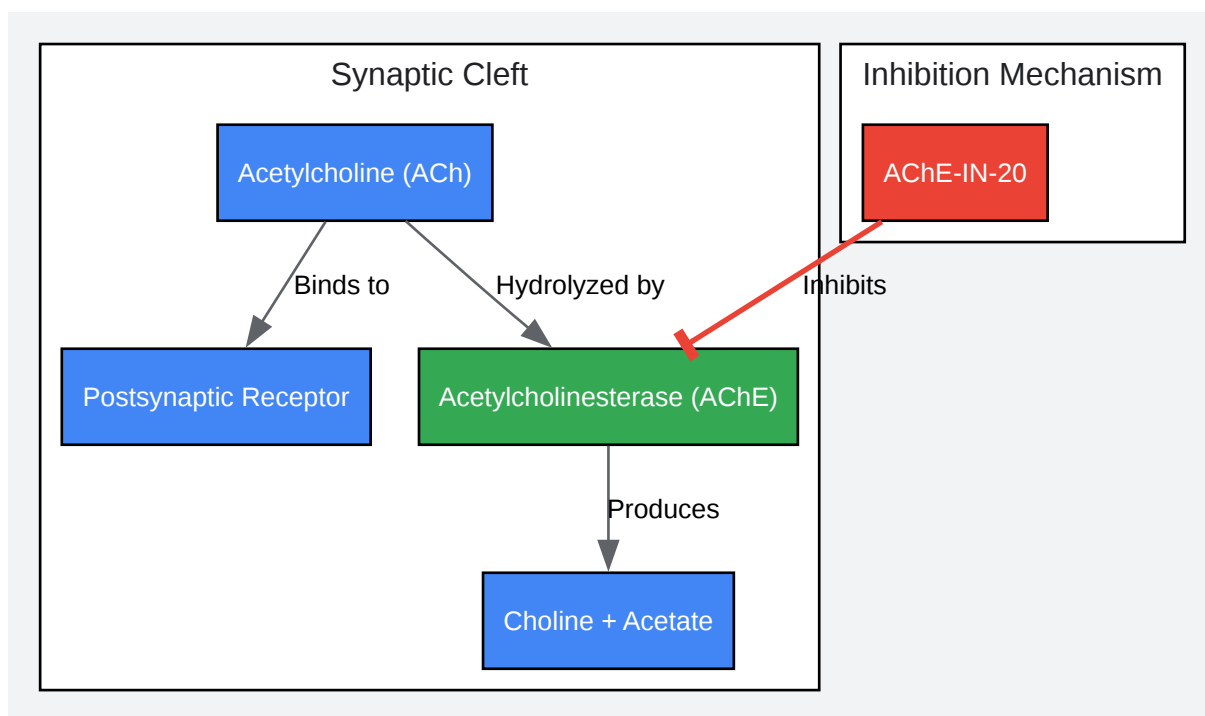 Synaptic Cleft
Inhibition Mechanism
Acetylcholine (ACh)
AChE-IN-20
Binds to
Hydrolyzed by
Inhibits
Postsynaptic Receptor
Acetylcholinesterase (AChE)
Produces
Choline + Acetate